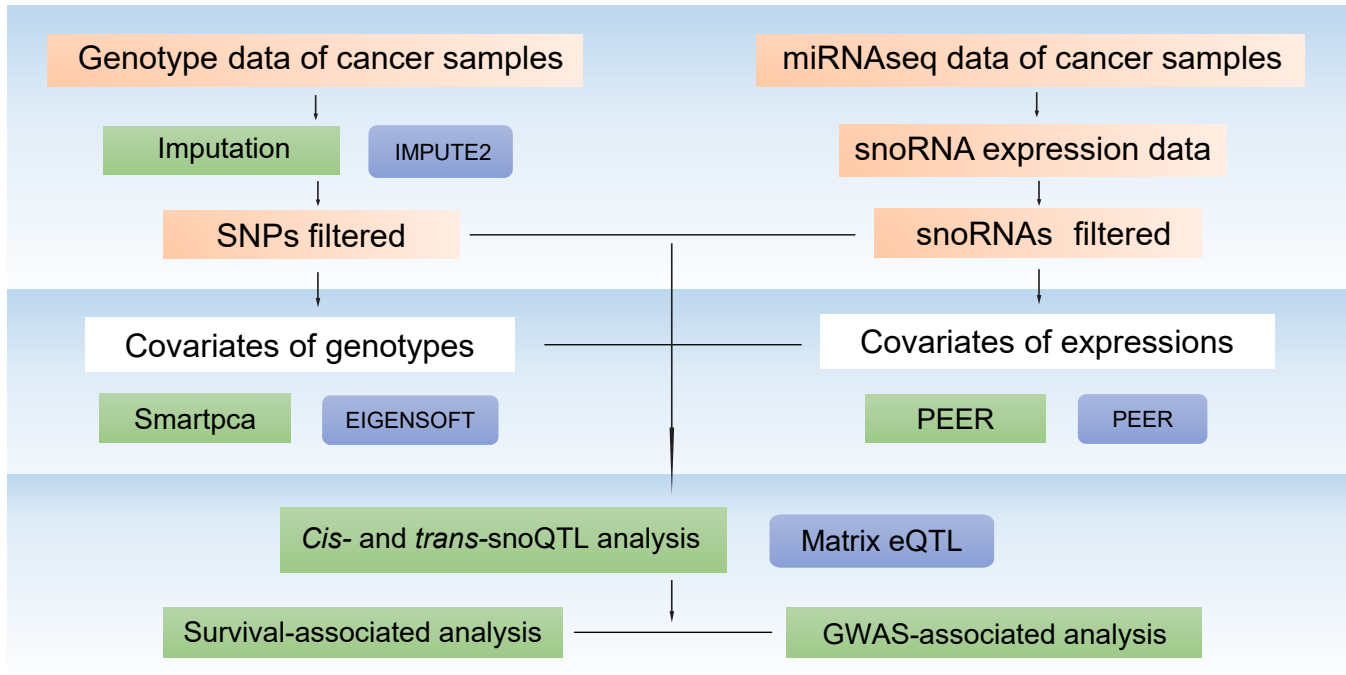 Genotype data of cancer samples
miRNAseq data of cancer samples
Imputation
IMPUTE2
snoRNA expression data
SNPs filtered
snoRNAs filtered
Covariates of genotypes
Covariates of expressions
Smartpca
EIGENSOFT
PEER
PEER
Cis- and trans-snoQTL analysis
Matrix eQTL
Survival-associated analysis
GWAS-associated analysis